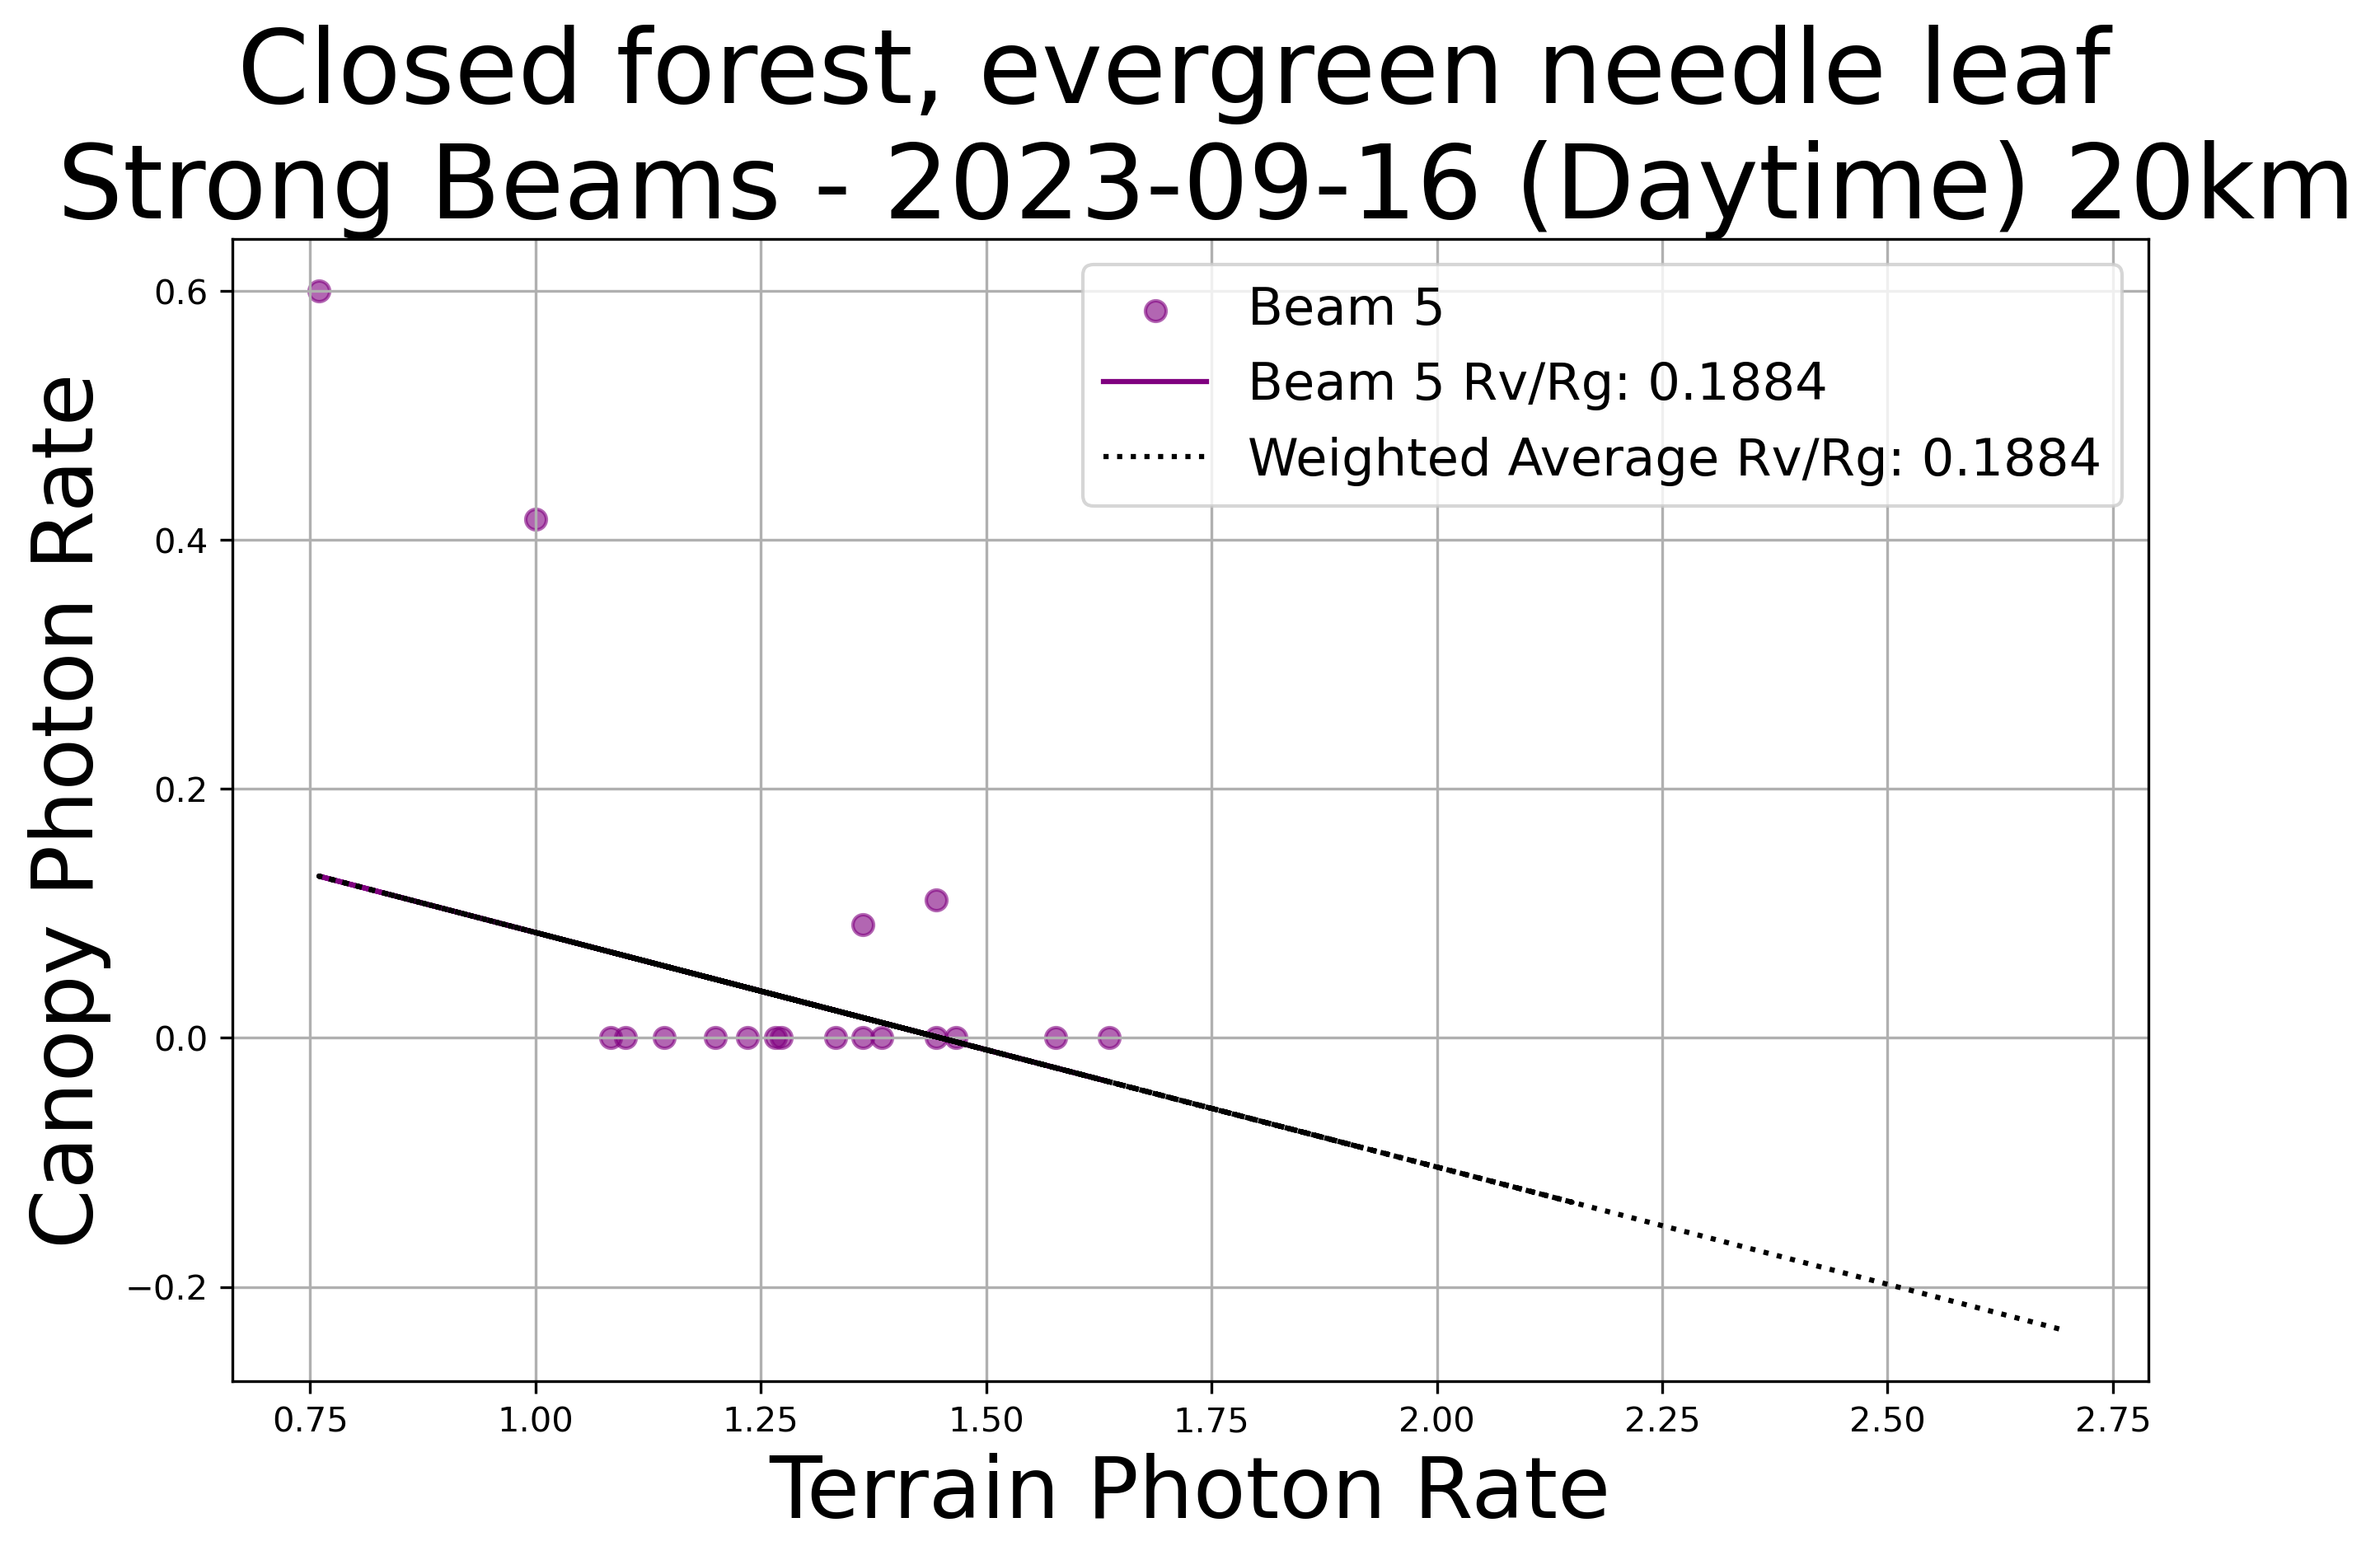 Closed forest, evergreen needle leaf
Strong Beams - 2023-09-16 (Daytime) 20km
Beam 5
Beam 5 Rv/Rg: 0.1884
Weighted Average Rv/Rg: 0.1884
Canopy Photon Rate
0.6
0.4
0.2
0.0
−0.2
0.75 1.00 1.25 1.50 1.75 2.00 2.25 2.50 2.75
Terrain Photon Rate